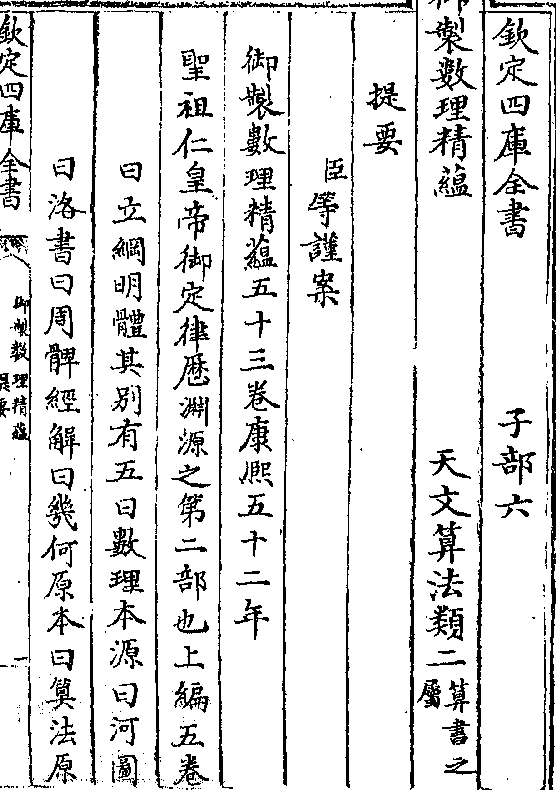 欽定四庫全書　子部六
御製數理精藴　天文算法類二算書之屬
提要
臣等謹案
御製數理精藴五十三卷康熙五十二年
聖祖仁皇帝御定律歴淵源之第二部也上編五卷
曰立綱明體其别有五曰數理本源曰河圖
曰洛書曰周髀經解曰幾何原本曰算法原
欽定四庫全書
御製數理精藴
提要
一